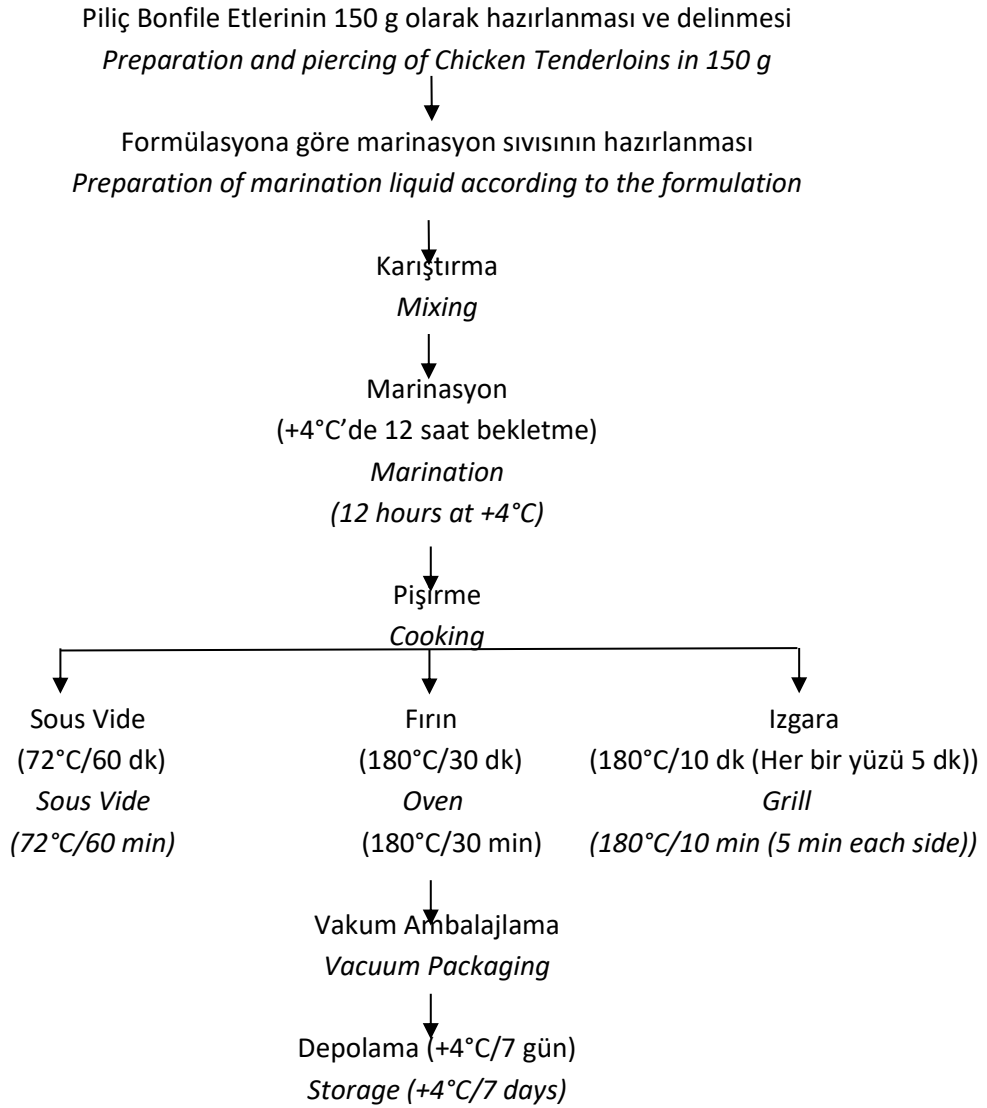 Piliç Bonfile Etlerinin 150 g olarak hazırlanması ve delinmesi
Preparation and piercing of Chicken Tenderloins in 150 g
Formülasyona göre marinasyon sıvısının hazırlanması
Preparation of marination liquid according to the formulation
Karıştırma
Mixing
Marinasyon
(+4°C’de 12 saat bekletme)
Marination
(12 hours at +4°C)
Pişirme
Cooking
Sous Vide
(72°C/60 dk)
Sous Vide
(72°C/60 min)
Fırın
(180°C/30 dk)
Oven
(180°C/30 min)
Izgara
(180°C/10 dk (Her bir yüzü 5 dk))
Grill
(180°C/10 min (5 min each side))
Vakum Ambalajlama
Vacuum Packaging
Depolama (+4°C/7 gün)
Storage (+4°C/7 days)